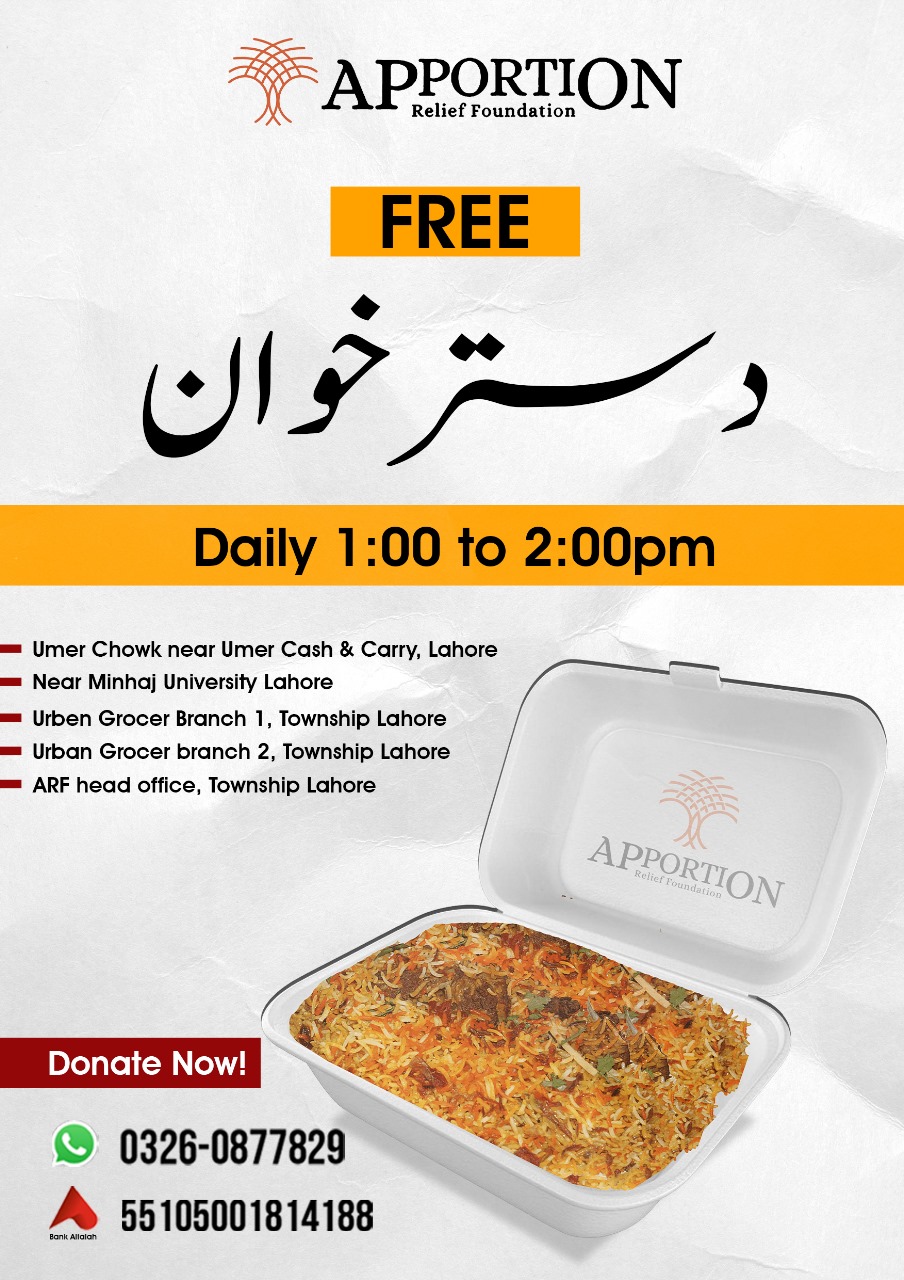 APPORTION
Relief Foundation
FREE
دسترخوان
Daily 1:00 to 2:00pm
Umer Chowk near Umer Cash & Carry, Lahore
Near Minhaj University Lahore
Urben Grocer Branch 1, Township Lahore
Urban Grocer branch 2, Township Lahore
ARF head office, Township Lahore
APPORTION
Relief Foundation
Donate Now!
0326-0877829
55105001814188
Bank Alfalah